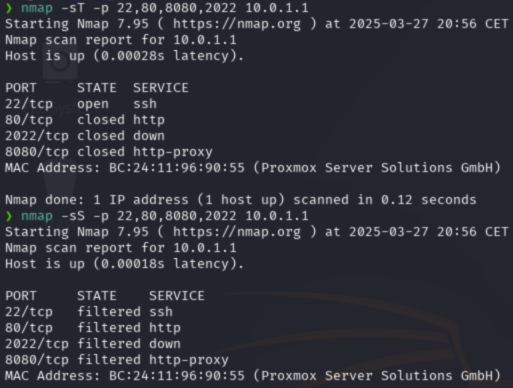 ❯ nmap -sT -p 22,80,8080,2022 10.0.1.1
Starting Nmap 7.95 ( https://nmap.org ) at 2025-03-27 20:56 CET
Nmap scan report for 10.0.1.1
Host is up (0.00028s latency).
PORT     STATE  SERVICE
22/tcp   open   ssh
80/tcp   closed http
2022/tcp closed down
8080/tcp closed http-proxy
MAC Address: BC:24:11:96:90:55 (Proxmox Server Solutions GmbH)
Nmap done: 1 IP address (1 host up) scanned in 0.12 seconds
❯ nmap -sS -p 22,80,8080,2022 10.0.1.1
Starting Nmap 7.95 ( https://nmap.org ) at 2025-03-27 20:56 CET
Nmap scan report for 10.0.1.1
Host is up (0.00018s latency).
PORT     STATE    SERVICE
22/tcp   filtered ssh
80/tcp   filtered http
2022/tcp filtered down
8080/tcp filtered http-proxy
MAC Address: BC:24:11:96:90:55 (Proxmox Server Solutions GmbH)